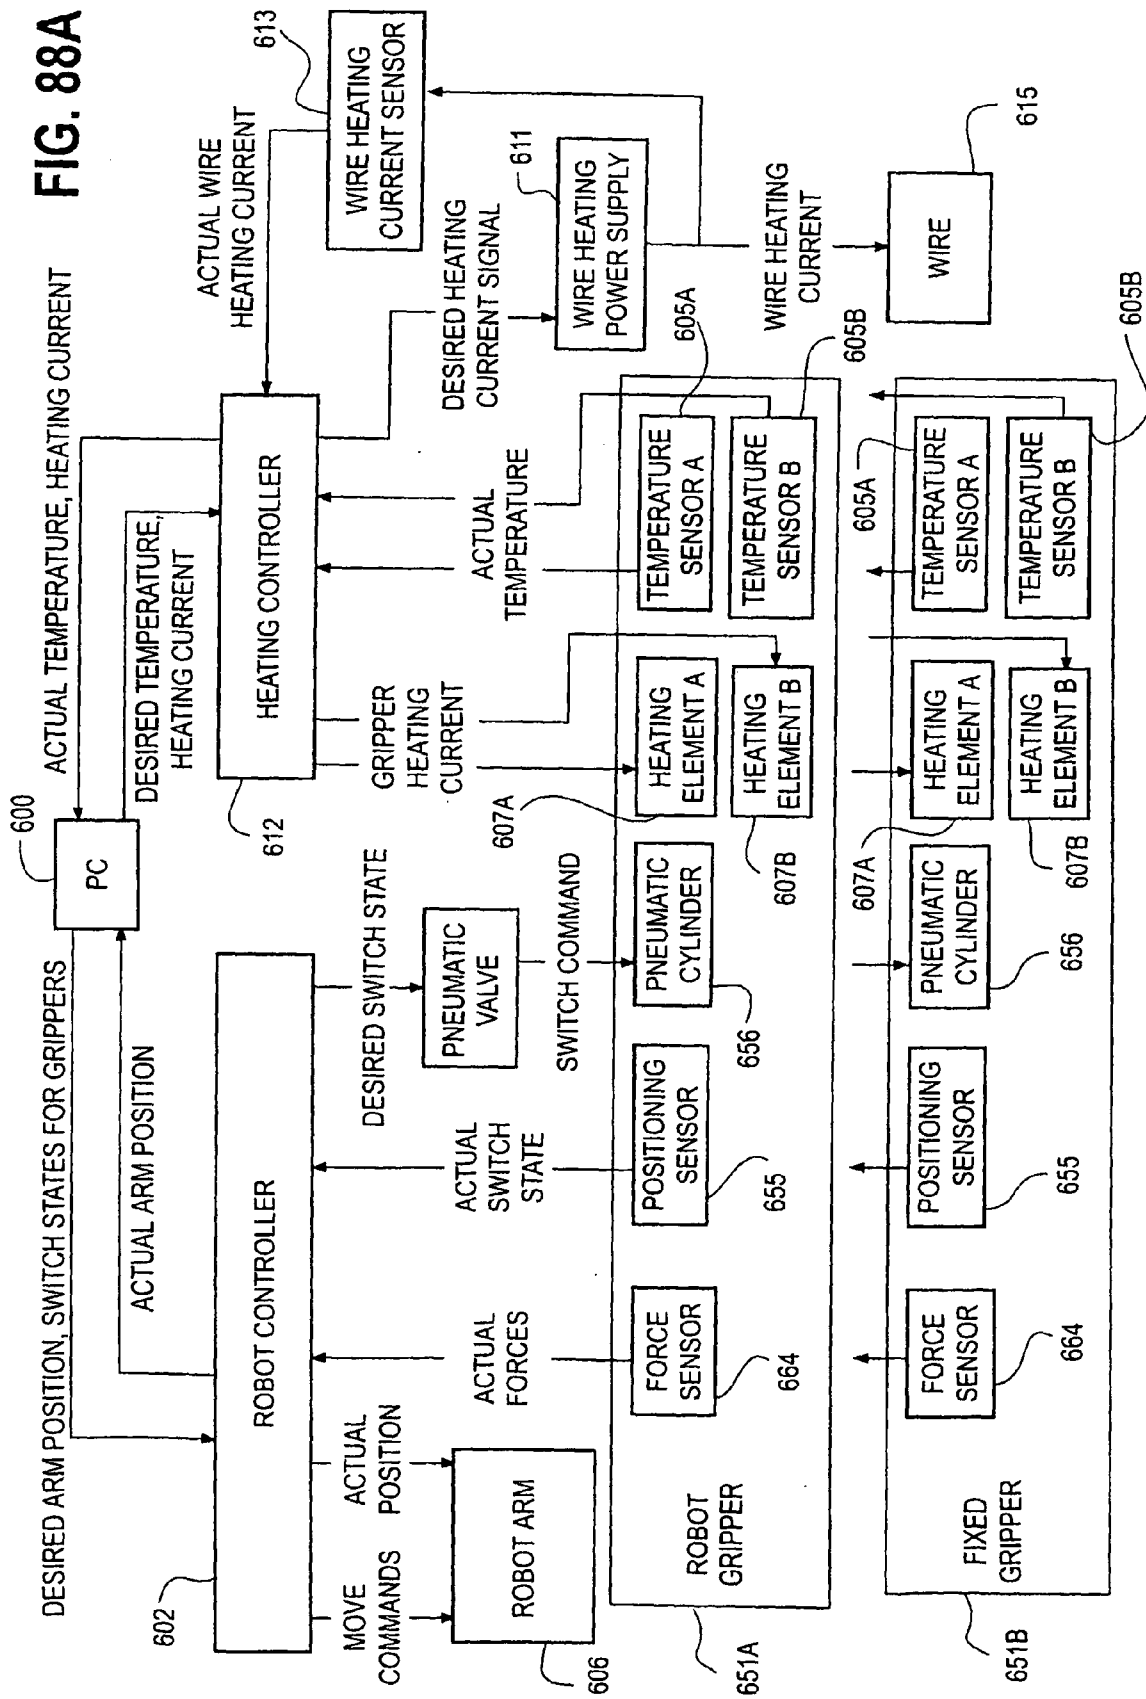 FIG. 88A
DESIRED ARM POSITION, SWITCH STATES FOR GRIPPERS
ACTUAL ARM POSITION
600
PC
ACTUAL TEMPERATURE, HEATING CURRENT
DESIRED TEMPERATURE,
HEATING CURRENT
602
ROBOT CONTROLLER
612
HEATING CONTROLLER
ACTUAL WIRE
HEATING CURRENT
613
WIRE HEATING
CURRENT SENSOR
MOVE
COMMANDS
ACTUAL
POSITION
ACTUAL
FORCES
ACTUAL
SWITCH
STATE
DESIRED SWITCH STATE
PNEUMATIC
VALVE
SWITCH COMMAND
GRIPPER
HEATING
CURRENT
ACTUAL
TEMPERATURE
DESIRED HEATING
CURRENT SIGNAL
611
WIRE HEATING
POWER SUPPLY
606
ROBOT ARM
651A
ROBOT
GRIPPER
FORCE
SENSOR
664
POSITIONING
SENSOR
655
PNEUMATIC
CYLINDER
656
607A
HEATING
ELEMENT A
607B
HEATING
ELEMENT B
605A
TEMPERATURE
SENSOR A
605B
TEMPERATURE
SENSOR B
WIRE HEATING
CURRENT
615
WIRE
651B
FIXED
GRIPPER
FORCE
SENSOR
664
POSITIONING
SENSOR
655
PNEUMATIC
CYLINDER
656
607A
HEATING
ELEMENT A
607B
HEATING
ELEMENT B
605A
TEMPERATURE
SENSOR A
605B
TEMPERATURE
SENSOR B